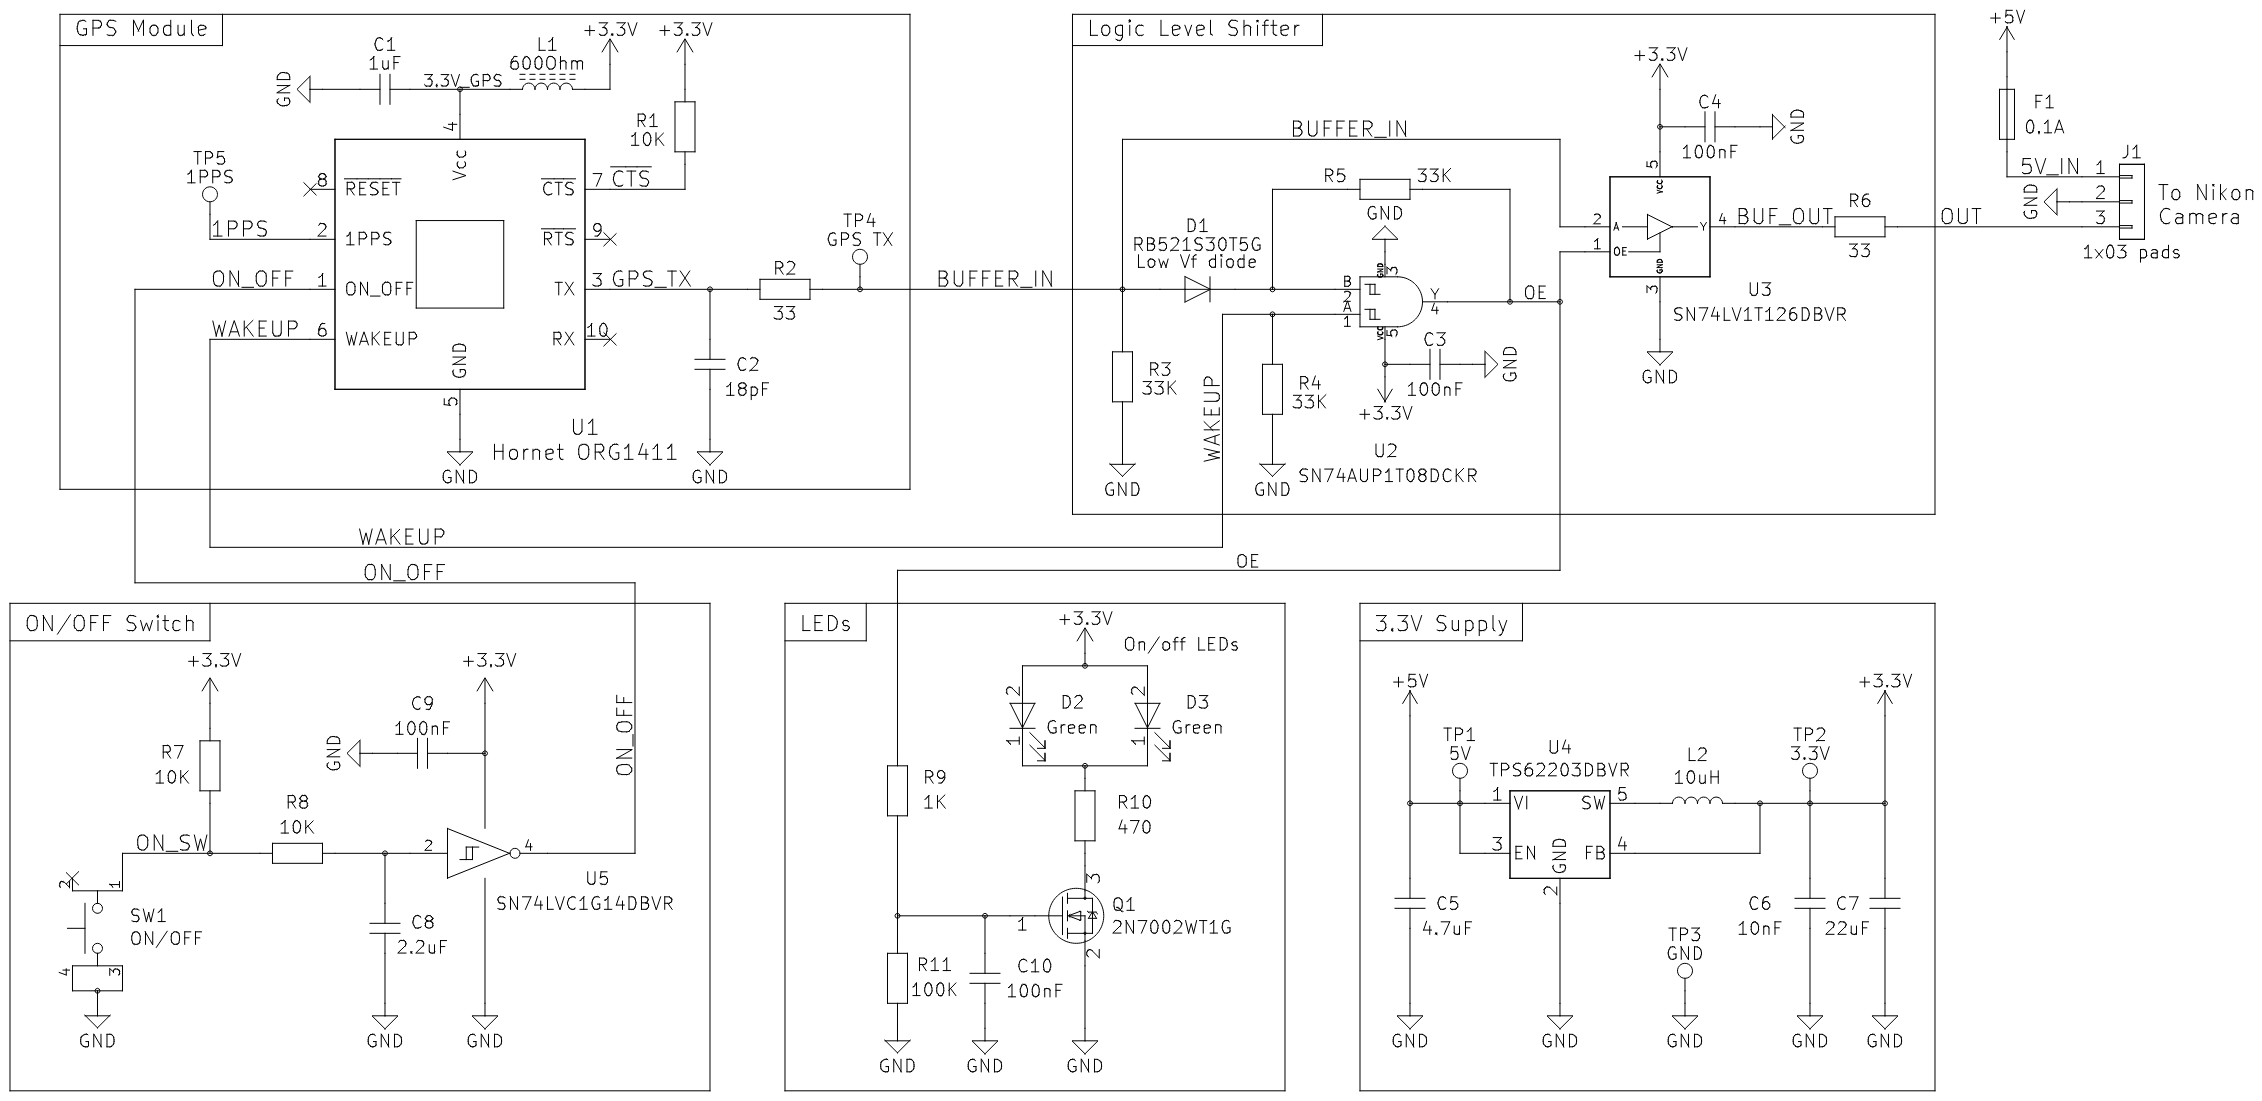 GPS Module
C1
1uF
GND
3.3V_GPS
L1
600Ohm
+3.3V
+3.3V
R1
10K
4
Vcc
TP5
1PPS
8
RESET
CTS
7
CTS
1PPS
2
1PPS
RTS
9
ON_OFF
1
ON_OFF
TX
3
GPS_TX
WAKEUP
6
WAKEUP
RX
10
GND
5
GND
U1
Hornet ORG1411
R2
33
TP4
GPS_TX
C2
18pF
GND
BUFFER_IN
Logic Level Shifter
BUFFER_IN
R5
33K
GND
D1
RB521S30T5G
Low Vf diode
GND
3
B
2
A
1
Y
4
VCC
5
OE
C3
100nF
GND
+3.3V
R3
33K
GND
WAKEUP
R4
33K
GND
U2
SN74AUP1T08DCKR
+3.3V
C4
100nF
GND
5
VCC
2
A
1
OE
Y
4
BUF_OUT
GND
3
U3
SN74LV1T126DBVR
GND
R6
33
OUT
+5V
F1
0.1A
J1
5V_IN
1
GND
2
3
To Nikon
Camera
1x03 pads
WAKEUP
ON_OFF
OE
ON/OFF Switch
+3.3V
R7
10K
ON_SW
R8
10K
2
1
SW1
ON/OFF
4
3
GND
+3.3V
C9
100nF
GND
2
4
U5
SN74LVC1G14DBVR
C8
2.2uF
GND
GND
ON_OFF
LEDs
+3.3V
On/off LEDs
2
D2
Green
1
2
D3
Green
1
R9
1K
R10
470
3
Q1
2N7002WT1G
1
2
R11
100K
C10
100nF
GND
GND
GND
3.3V Supply
+5V
TP1
5V
U4
TPS62203DBVR
1
VI
SW
5
3
EN
FB
4
GND
2
L2
10uH
TP2
3.3V
+3.3V
C5
4.7uF
GND
GND
TP3
GND
GND
C6
10nF
GND
C7
22uF
GND